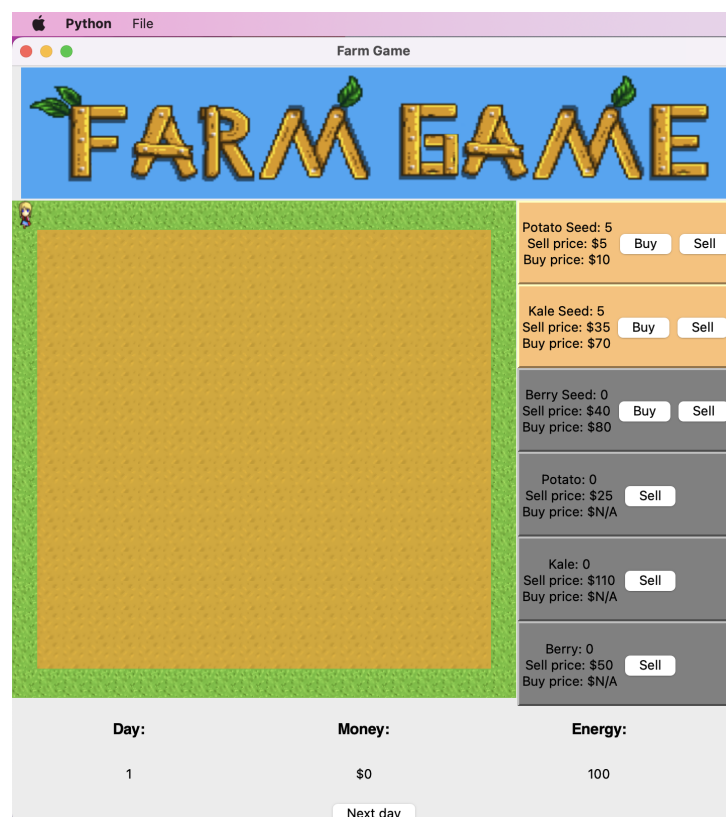 Python File
Farm Game
FARM GAME
Potato Seed: 5
Sell price: $5
Buy price: $10
Buy
Sell
Kale Seed: 5
Sell price: $35
Buy price: $70
Buy
Sell
Berry Seed: 0
Sell price: $40
Buy price: $80
Buy
Sell
Potato: 0
Sell price: $25
Buy price: $N/A
Sell
Kale: 0
Sell price: $110
Buy price: $N/A
Sell
Berry: 0
Sell price: $50
Buy price: $N/A
Sell
Day: Money: Energy:
1 $0 100
Next day